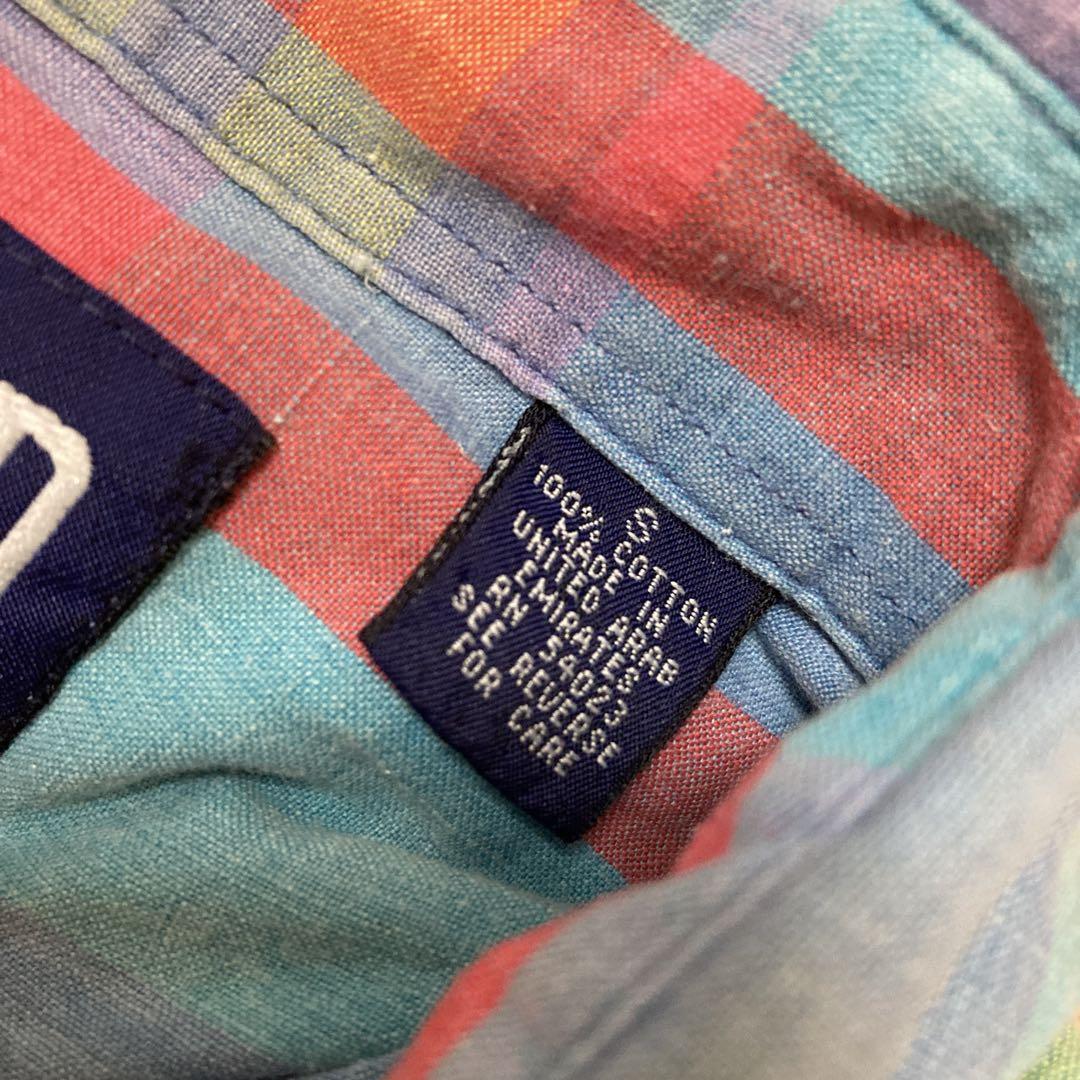 S
100% COTTON
MADE IN
UNITED ARAB
EMIRATES
RN 54023
SEE REVERSE
FOR CARE